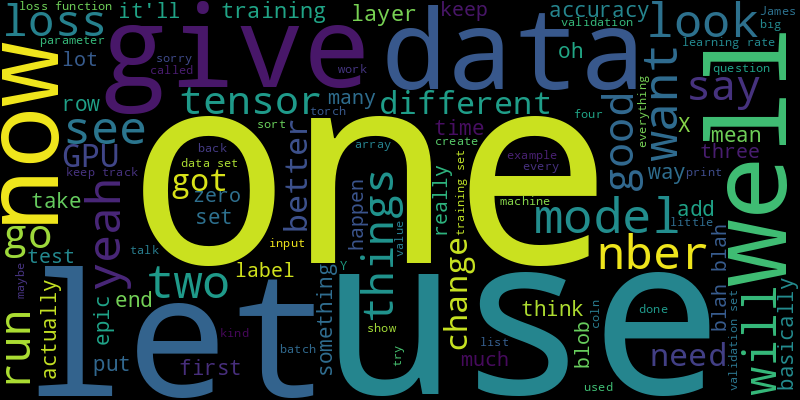 loss function it'll training layer keep accuracy James
loss parameter validation look big
give data learning rate
lot sorry called work oh want question
now row tensor many different say
see torch four good everything X well
GPU sort time mean
keep track back array create three
data set one example every way print
take got zero better things really training set machine
yeah set happen model add little
go input value nber
test talk label Y change blah blah
maybe actually let two use will
end something think coln done validation set basically
run epic show blob need
put first kind batch list much
try used